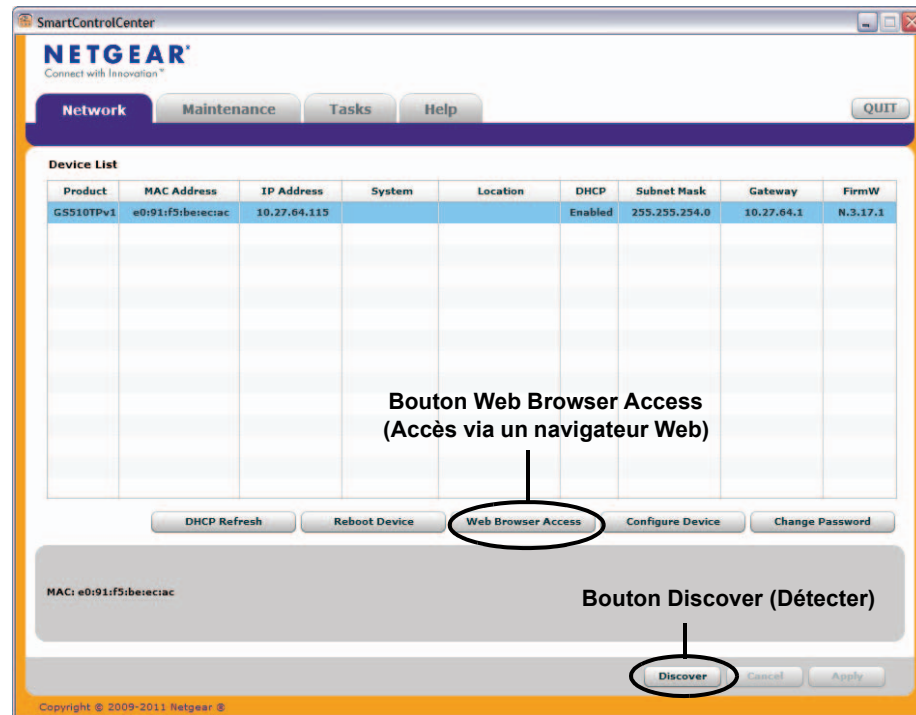 SmartControlCenter
NETGEAR®
Connect with Innovation™
Network Maintenance Tasks Help QUIT
Device List
Product MAC Address IP Address System Location DHCP Subnet Mask Gateway FirmW
GS510TPv1 e0:91:f5:be:ec:ac 10.27.64.115 Enabled 255.255.254.0 10.27.64.1 N.3.17.1
Bouton Web Browser Access
(Accès via un navigateur Web)
DHCP Refresh Reboot Device Web Browser Access Configure Device Change Password
MAC: e0:91:f5:be:ec:ac
Bouton Discover (Détecter)
Discover Cancel Apply
Copyright © 2009-2011 Netgear ®